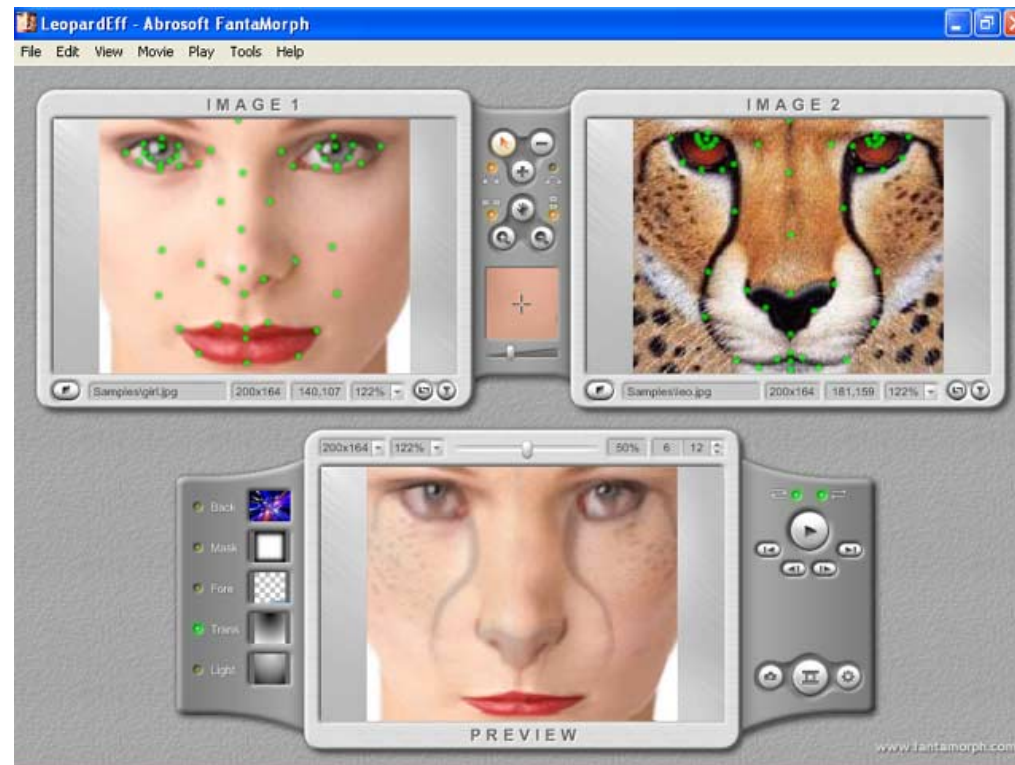 LeopardEff - Abrosoft FantaMorph
File Edit View Movie Play Tools Help
IMAGE 1
IMAGE 2
Samples\girl.jpg 200x164 140,107 122%
Samples\leo.jpg 200x164 181,159 122%
200x164 122% 50% 6 12
Back
Mask
Fore
Trans
Light
PREVIEW
www.fantamorph.com